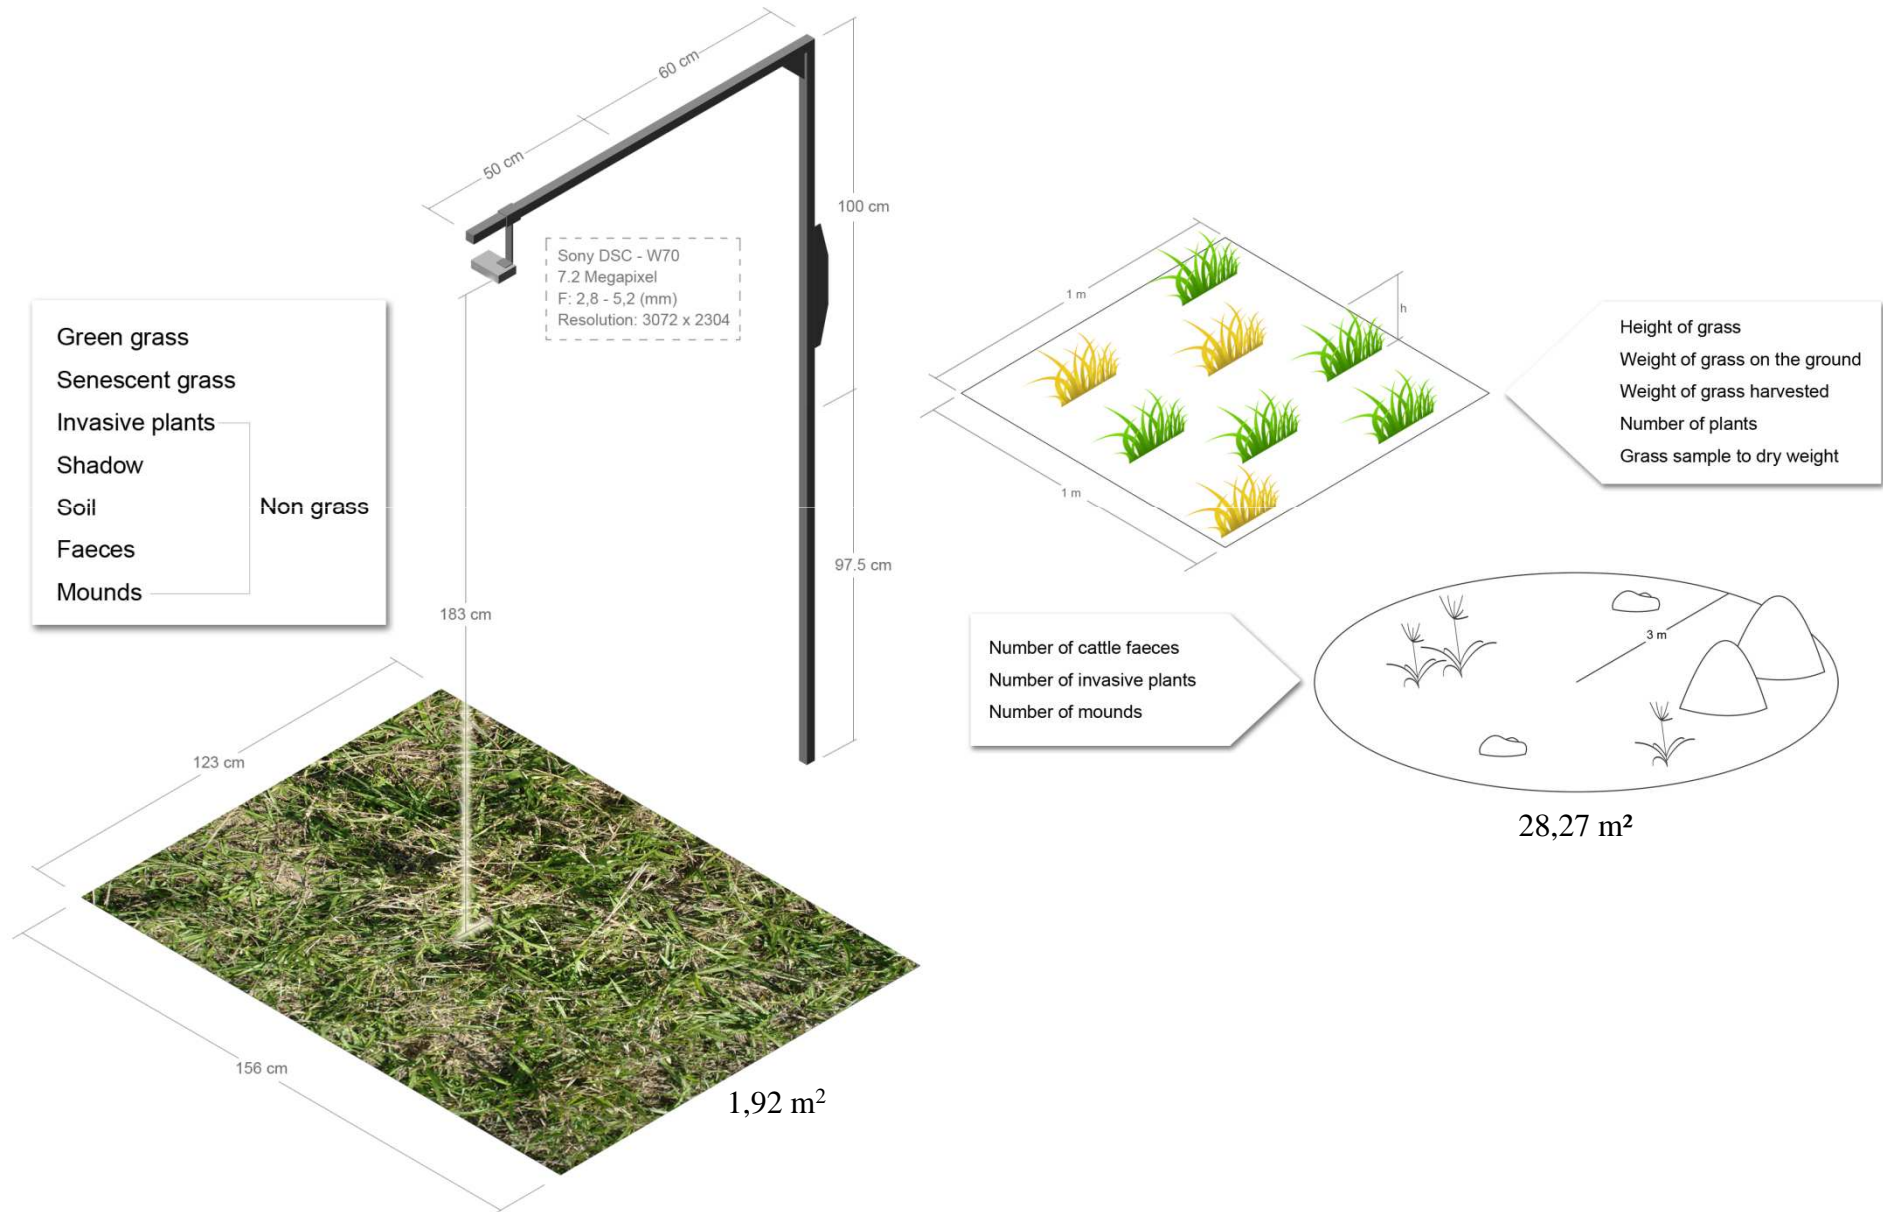 60 cm
50 cm
100 cm
Sony DSC - W70
7.2 Megapixel
F: 2,8 - 5,2 (mm)
Resolution: 3072 x 2304
Green grass
Senescent grass
Invasive plants
Shadow
Soil
Non grass
Faeces
Mounds
183 cm
97.5 cm
123 cm
156 cm
1,92 m²
1 m
h
1 m
Height of grass
Weight of grass on the ground
Weight of grass harvested
Number of plants
Grass sample to dry weight
Number of cattle faeces
Number of invasive plants
Number of mounds
3 m
28,27 m²